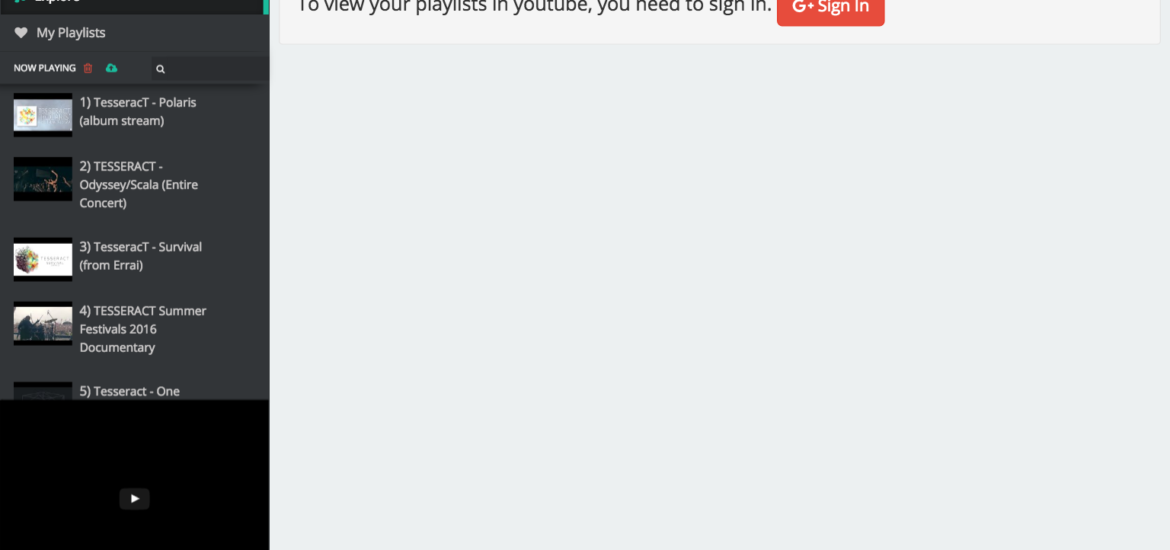 Explore
To view your playlists in youtube, you need to sign in.
G+ Sign In
My Playlists
NOW PLAYING
1) TesseracT - Polaris
(album stream)
2) TESSERACT -
Odyssey/Scala (Entire
Concert)
3) TesseracT - Survival
(from Errai)
TESSERACT
4) TESSERACT Summer
Festivals 2016
Documentary
5) Tesseract - One